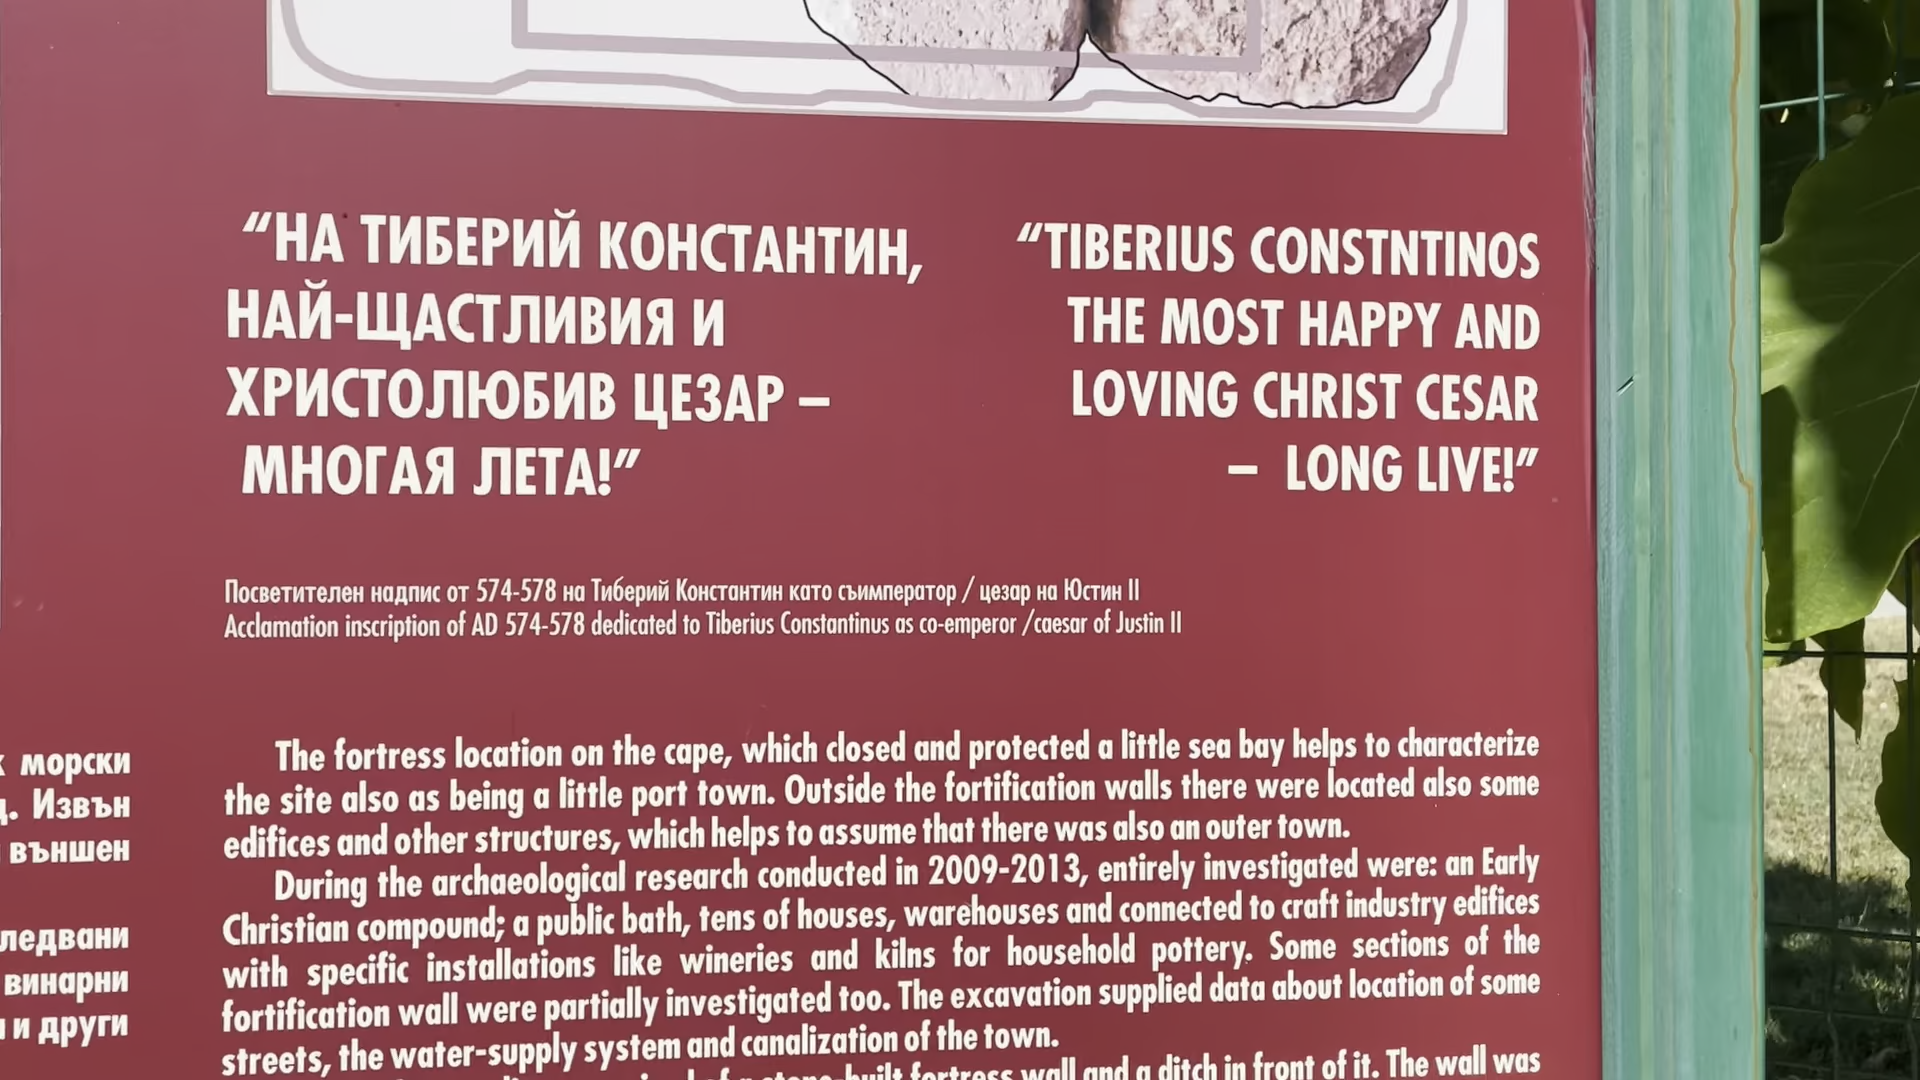 “НА ТИБЕРИЙ КОНСТАНТИН,
НАЙ-ЩАСТЛИВИЯ И
ХРИСТОЛЮБИВ ЦЕЗАР –
МНОГАЯ ЛЕТА!”
“TIBERIUS CONSTNTINOS
THE MOST HAPPY AND
LOVING CHRIST CESAR
– LONG LIVE!”
Посветителен надпис от 574-578 на Тиберий Константин като съимператор / цезар на Юстин II
Acclamation inscription of AD 574-578 dedicated to Tiberius Constantinus as co-emperor /caesar of Justin II
морски
Извън
външен
винарни
и други
The fortress location on the cape, which closed and protected a little sea bay helps to characterize
the site also as being a little port town. Outside the fortification walls there were located also some
edifices and other structures, which helps to assume that there was also an outer town.
During the archaeological research conducted in 2009-2013, entirely investigated were: an Early
Christian compound; a public bath, tens of houses, warehouses and connected to craft industry edifices
with specific installations like wineries and kilns for household pottery. Some sections of the
fortification wall were partially investigated too. The excavation supplied data about location of some
streets, the water-supply system and canalization of the town.
of a stone-built fortress wall and a ditch in front of it. The wall was